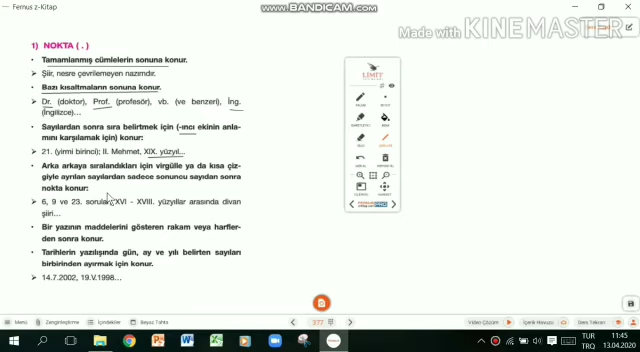 Fernus z-Kitap
www.BANDICAM.com
Made with KINEMASTER
1) NOKTA ( . )
• Tamamlanmış cümlelerin sonuna konur.
➤ Şiir, nesre çevrilemeyen nazımdır.
• Bazı kısaltmaların sonuna konur.
➤ Dr. (doktor), Prof. (profesör), vb. (ve benzeri), İng.
(İngilizce)...
• Sayılardan sonra sıra belirtmek için (-ıncı ekinin anla-
mını karşılamak için) konur:
➤ 21. (yirmi birinci); II. Mehmet, XIX. yüzyıl...
• Arka arkaya sıralandıkları için virgülle ya da kısa çiz-
giyle ayrılan sayılardan sadece sonuncu sayıdan sonra
nokta konur:
➤ 6, 9 ve 23. sorular, XVI - XVIII. yüzyıllar arasında divan
şiiri...
• Bir yazının maddelerini gösteren rakam veya harfler-
den sonra konur.
• Tarihlerin yazılışında gün, ay ve yılı belirten sayıları
birbirinden ayırmak için konur.
➤ 14.7.2002, 19.V.1998...
LİMİT
Menü
Zenginleştirme
İçindekiler
Beyaz Tahta
377
Video Çözüm
İçerik Havuzu
Ders Tekrarı
TUR
TRQ
11:45
13.04.2020